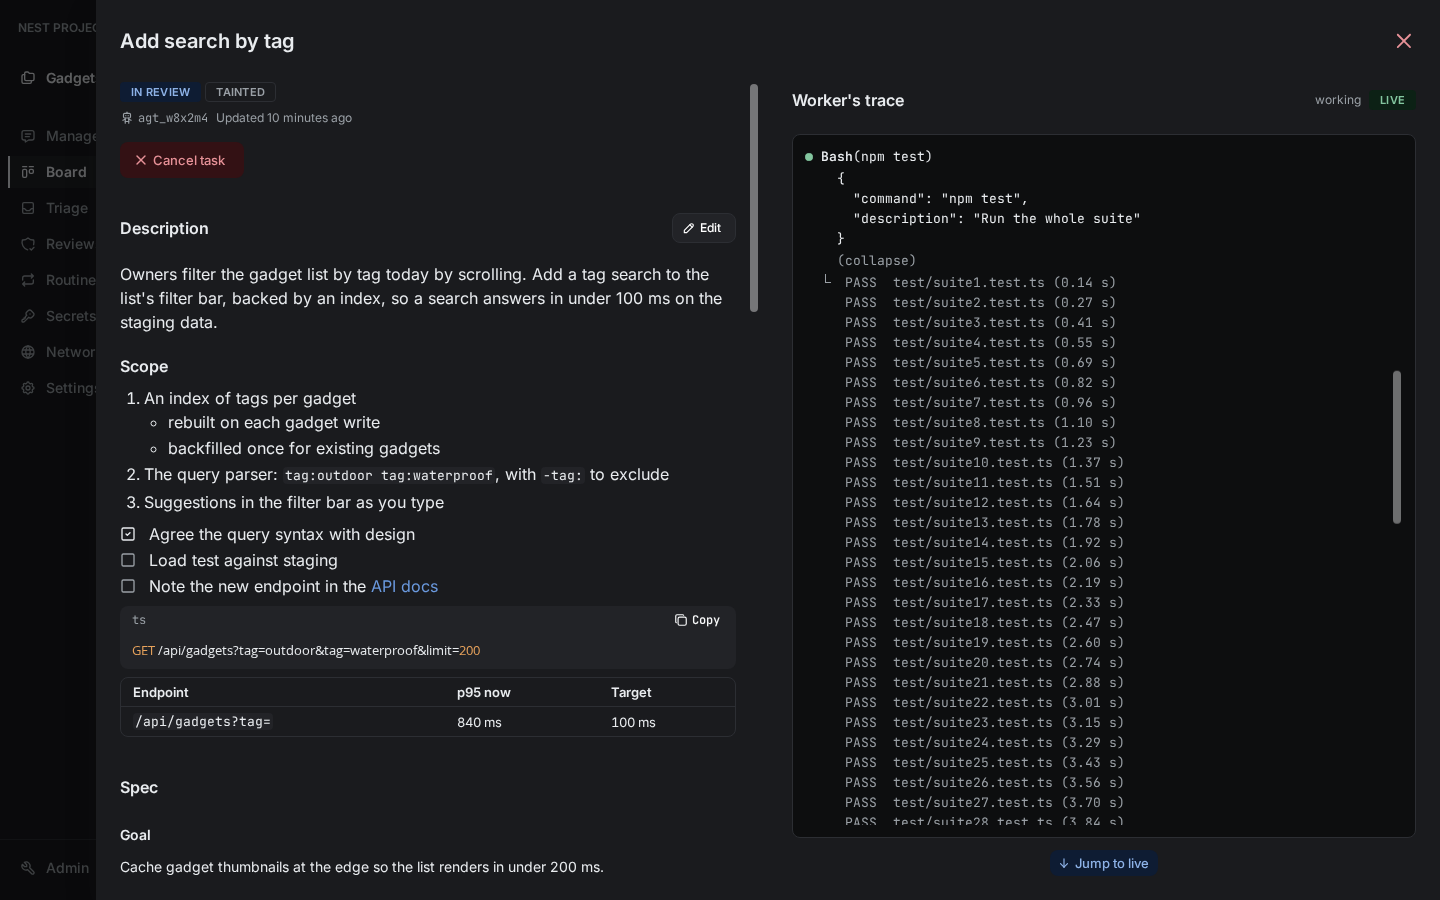 NEST PROJEC
Gadget
Manage
Board
Triage
Review
Routine
Secrets
Networ
Settings
Admin
Add search by tag
IN REVIEW
TAINTED
agt_w8x2m4 Updated 10 minutes ago
Cancel task
Description
Edit
Owners filter the gadget list by tag today by scrolling. Add a tag search to the
list's filter bar, backed by an index, so a search answers in under 100 ms on the
staging data.
Scope
1. An index of tags per gadget
rebuilt on each gadget write
backfilled once for existing gadgets
2. The query parser: tag:outdoor tag:waterproof, with -tag: to exclude
3. Suggestions in the filter bar as you type
Agree the query syntax with design
Load test against staging
Note the new endpoint in the API docs
ts
Copy
GET /api/gadgets?tag=outdoor&tag=waterproof&limit=200
Endpoint p95 now Target
/api/gadgets?tag= 840 ms 100 ms
Spec
Goal
Cache gadget thumbnails at the edge so the list renders in under 200 ms.
Worker's trace
working
LIVE
Bash(npm test)
{
"command": "npm test",
"description": "Run the whole suite"
}
(collapse)
└ PASS test/suite1.test.ts (0.14 s)
PASS test/suite2.test.ts (0.27 s)
PASS test/suite3.test.ts (0.41 s)
PASS test/suite4.test.ts (0.55 s)
PASS test/suite5.test.ts (0.69 s)
PASS test/suite6.test.ts (0.82 s)
PASS test/suite7.test.ts (0.96 s)
PASS test/suite8.test.ts (1.10 s)
PASS test/suite9.test.ts (1.23 s)
PASS test/suite10.test.ts (1.37 s)
PASS test/suite11.test.ts (1.51 s)
PASS test/suite12.test.ts (1.64 s)
PASS test/suite13.test.ts (1.78 s)
PASS test/suite14.test.ts (1.92 s)
PASS test/suite15.test.ts (2.06 s)
PASS test/suite16.test.ts (2.19 s)
PASS test/suite17.test.ts (2.33 s)
PASS test/suite18.test.ts (2.47 s)
PASS test/suite19.test.ts (2.60 s)
PASS test/suite20.test.ts (2.74 s)
PASS test/suite21.test.ts (2.88 s)
PASS test/suite22.test.ts (3.01 s)
PASS test/suite23.test.ts (3.15 s)
PASS test/suite24.test.ts (3.29 s)
PASS test/suite25.test.ts (3.43 s)
PASS test/suite26.test.ts (3.56 s)
PASS test/suite27.test.ts (3.70 s)
PASS test/suite28.test.ts (3.84 s)
Jump to live